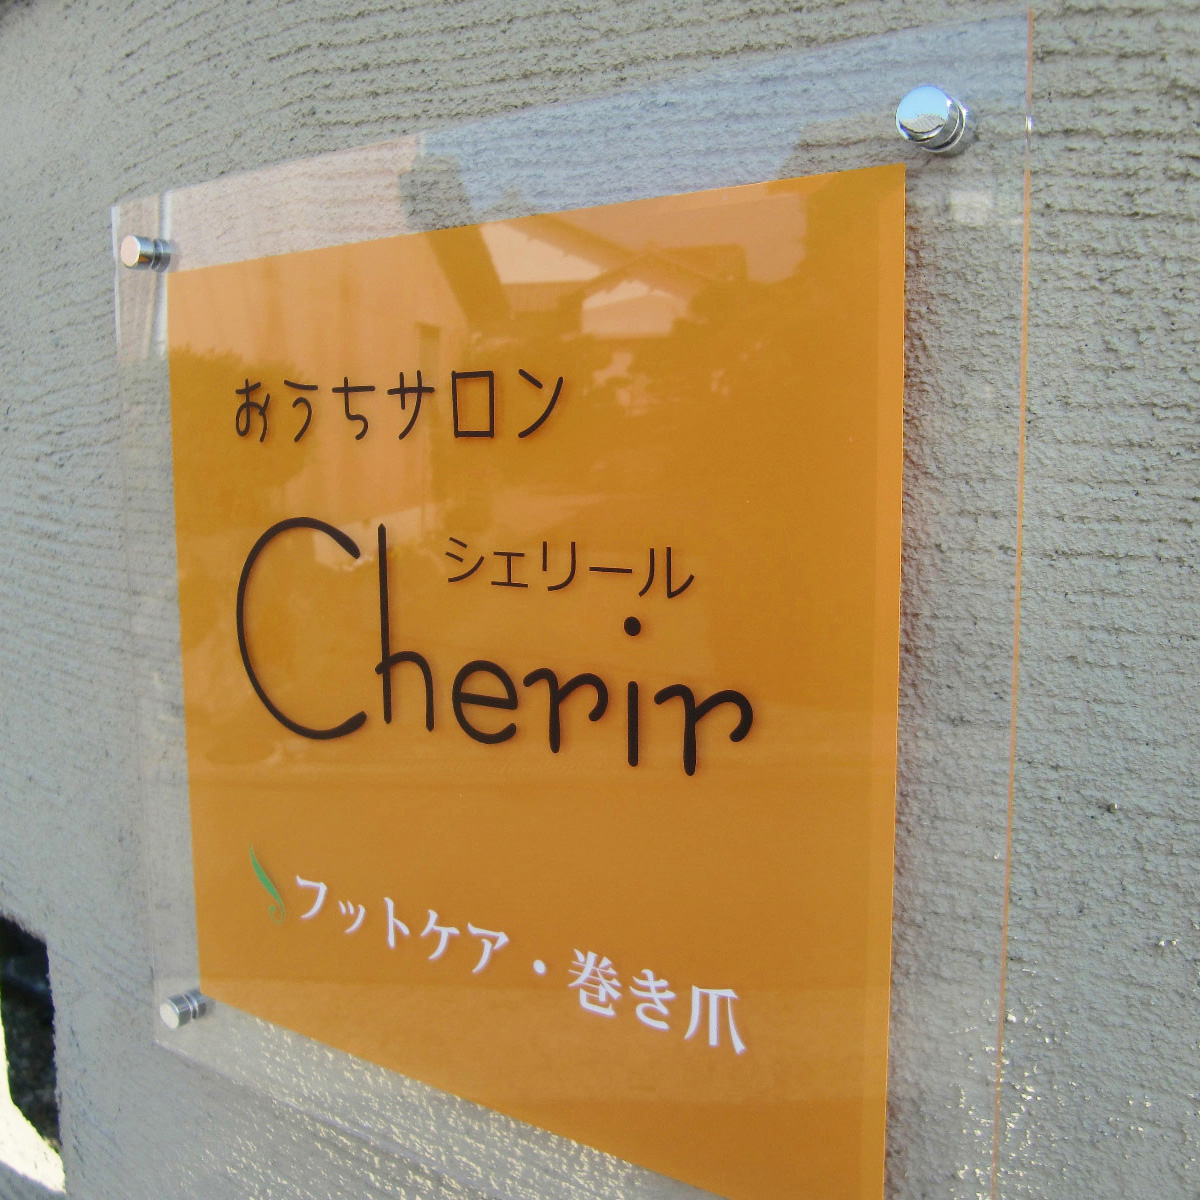 おうちサロン
シェリール
Cherir
フットケア・巻き爪